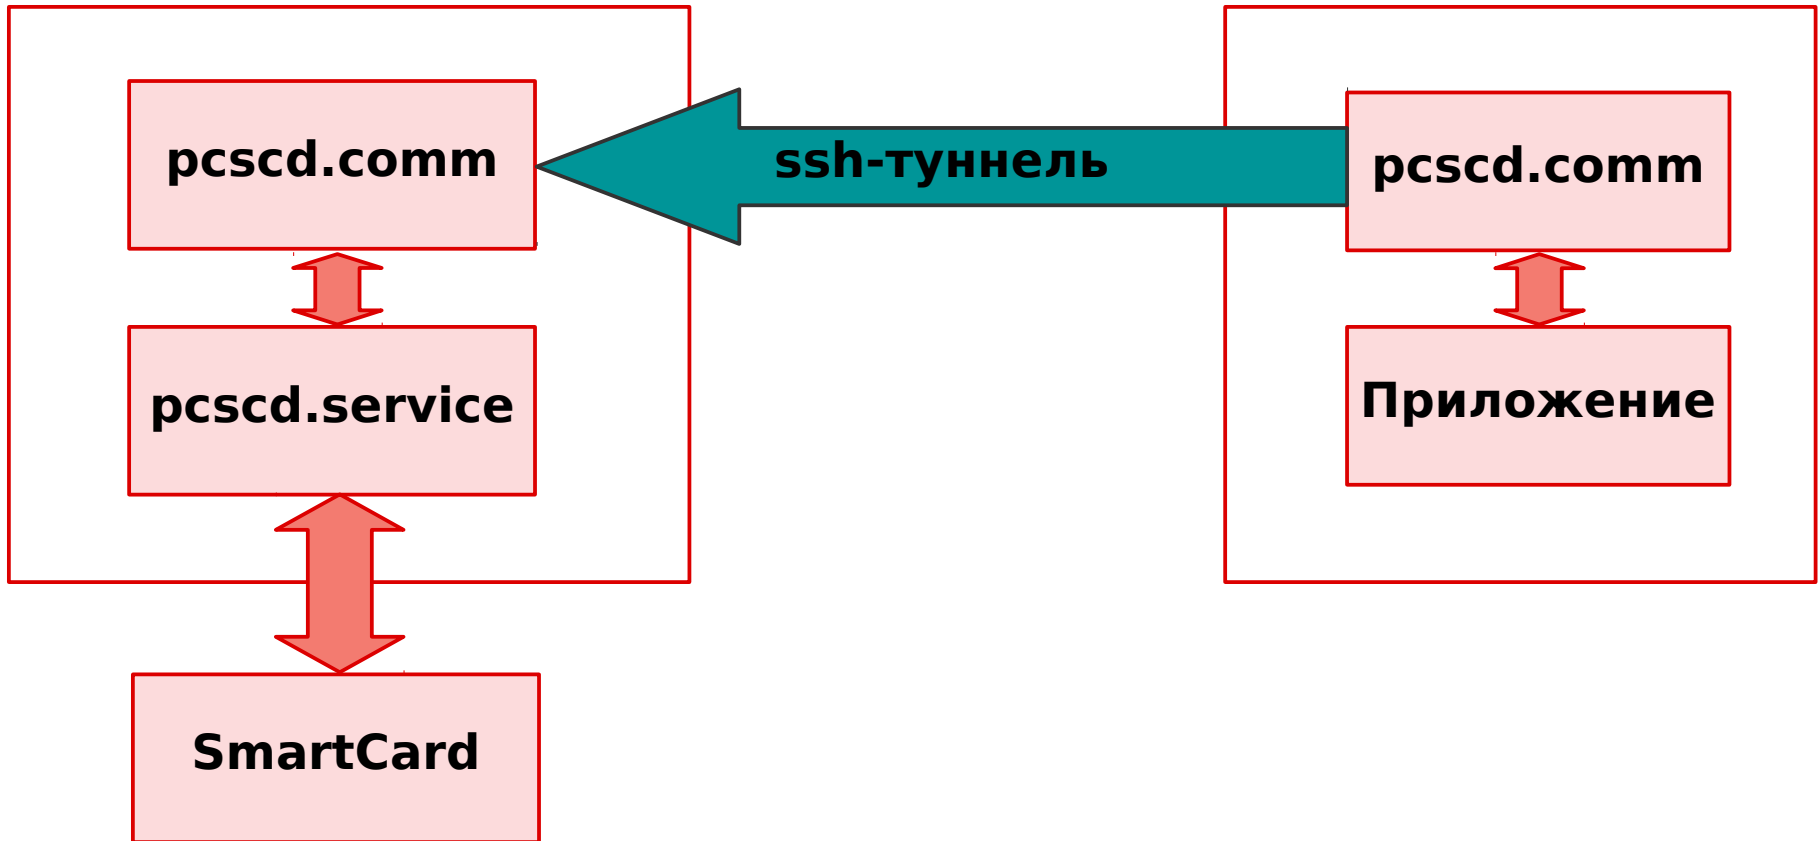 pcscd.comm
ssh-туннель
pcscd.comm
pcscd.service
Приложение
SmartCard